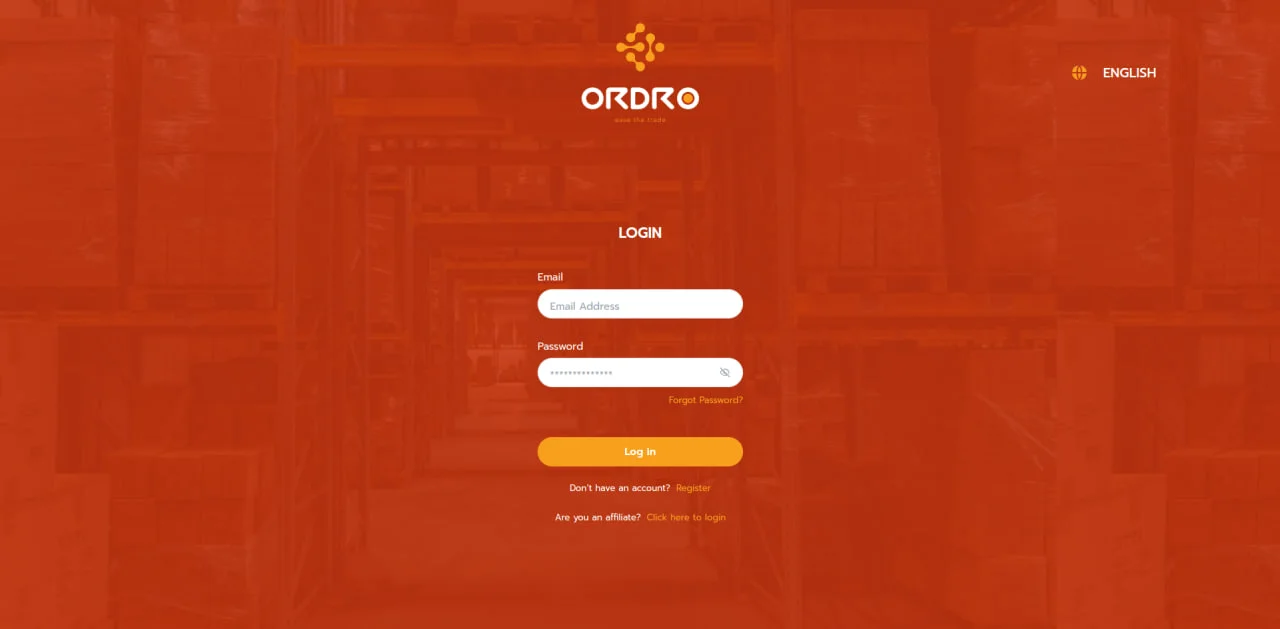 ORDRO
ease the trade
ENGLISH
LOGIN
Email
Email Address
Password
**************
Forgot Password?
Log in
Don't have an account? Register
Are you an affiliate? Click here to login